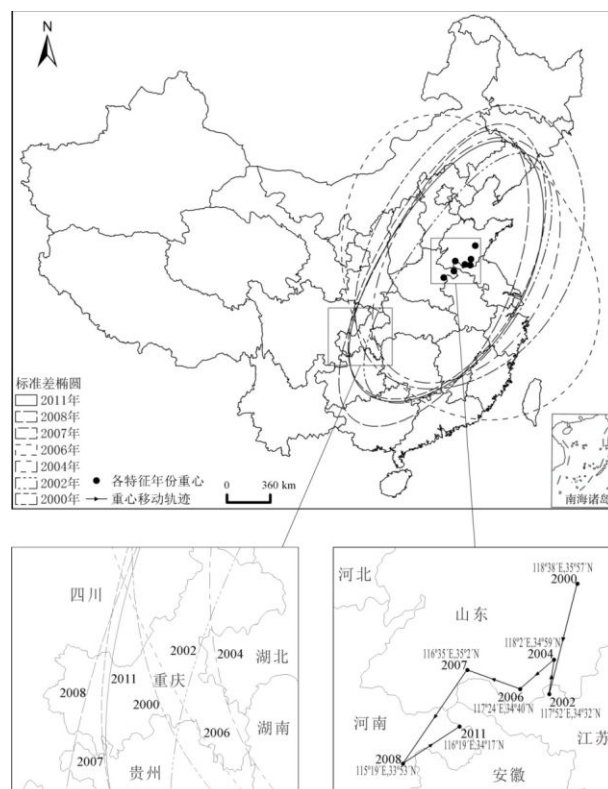 N
标准差椭圆
2011年
2008年
2007年
2006年
2004年
2002年
2000年
各特征年份重心
重心移动轨迹
0 360 km
南海诸岛
四川
2002
2004
湖北
2011
重庆
2008
2000
湖南
2006
2007
贵州
河北
118°38´E,35°57´N
2000
山东
118°2´E,34°59´N
116°35´E,35°2´N
2004
2007
2006
117°24´E,34°40´N
2002
117°52´E,34°32´N
河南
2011
江苏
116°19´E,34°17´N
2008
115°19´E,33°53´N
安徽